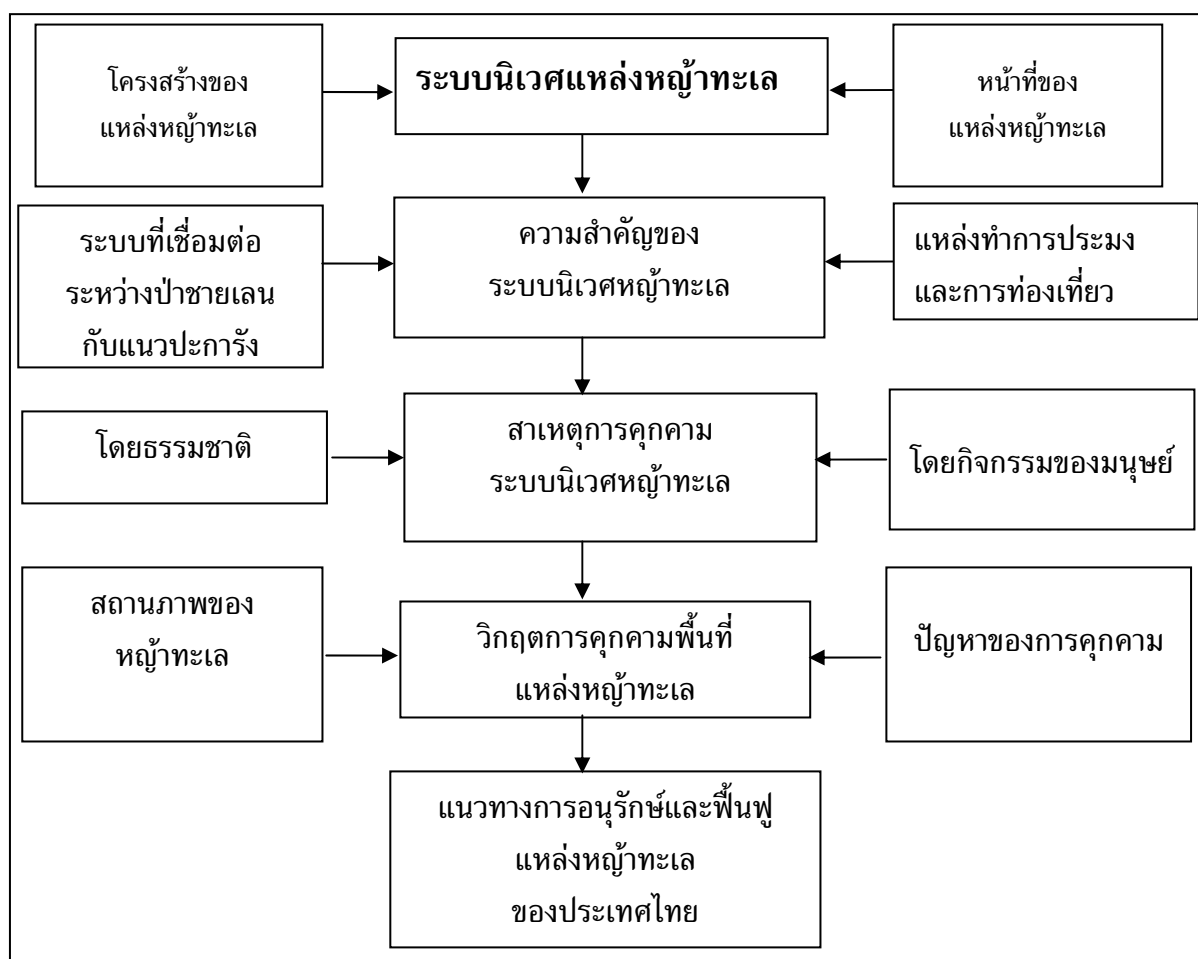 โครงสร้างของ
แหล่งหญ้าทะเล
ระบบนิเวศแหล่งหญ้าทะเล
หน้าที่ของ
แหล่งหญ้าทะเล
ระบบที่เชื่อมต่อ
ระหว่างป่าชายเลน
กับแนวปะการัง
ความสำคัญของ
ระบบนิเวศหญ้าทะเล
แหล่งทำการประมง
และการท่องเที่ยว
โดยธรรมชาติ
สาเหตุการคุกคาม
ระบบนิเวศหญ้าทะเล
โดยกิจกรรมของมนุษย์
สถานภาพของ
หญ้าทะเล
วิกฤตการคุกคามพื้นที่
แหล่งหญ้าทะเล
ปัญหาของการคุกคาม
แนวทางการอนุรักษ์และฟื้นฟู
แหล่งหญ้าทะเล
ของประเทศไทย